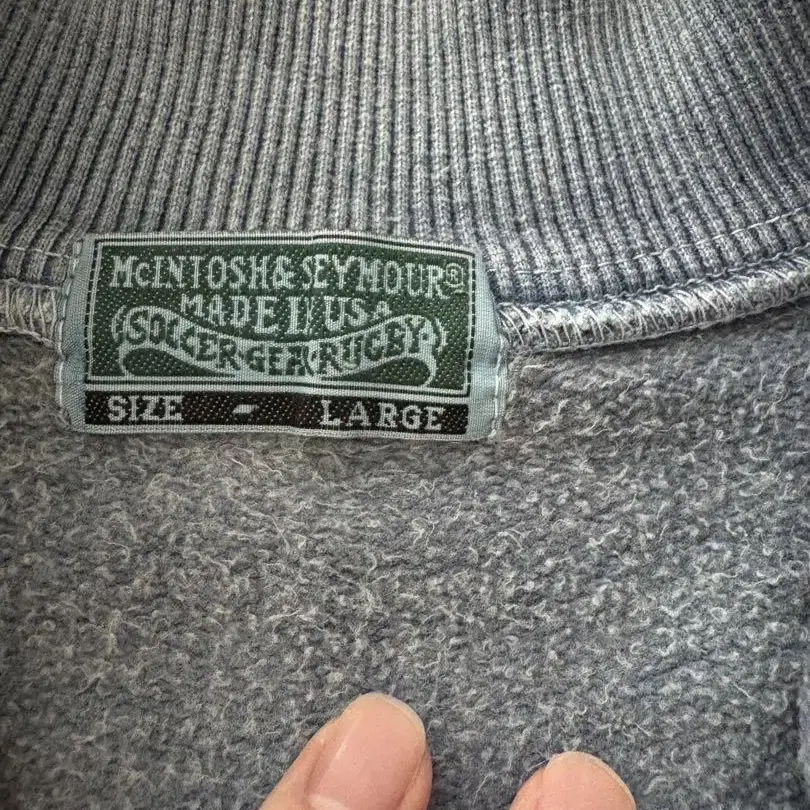 McINTOSH & SEYMOUR®
MADE IN USA
SOCCER·GEAR·RUGBY
SIZE - LARGE